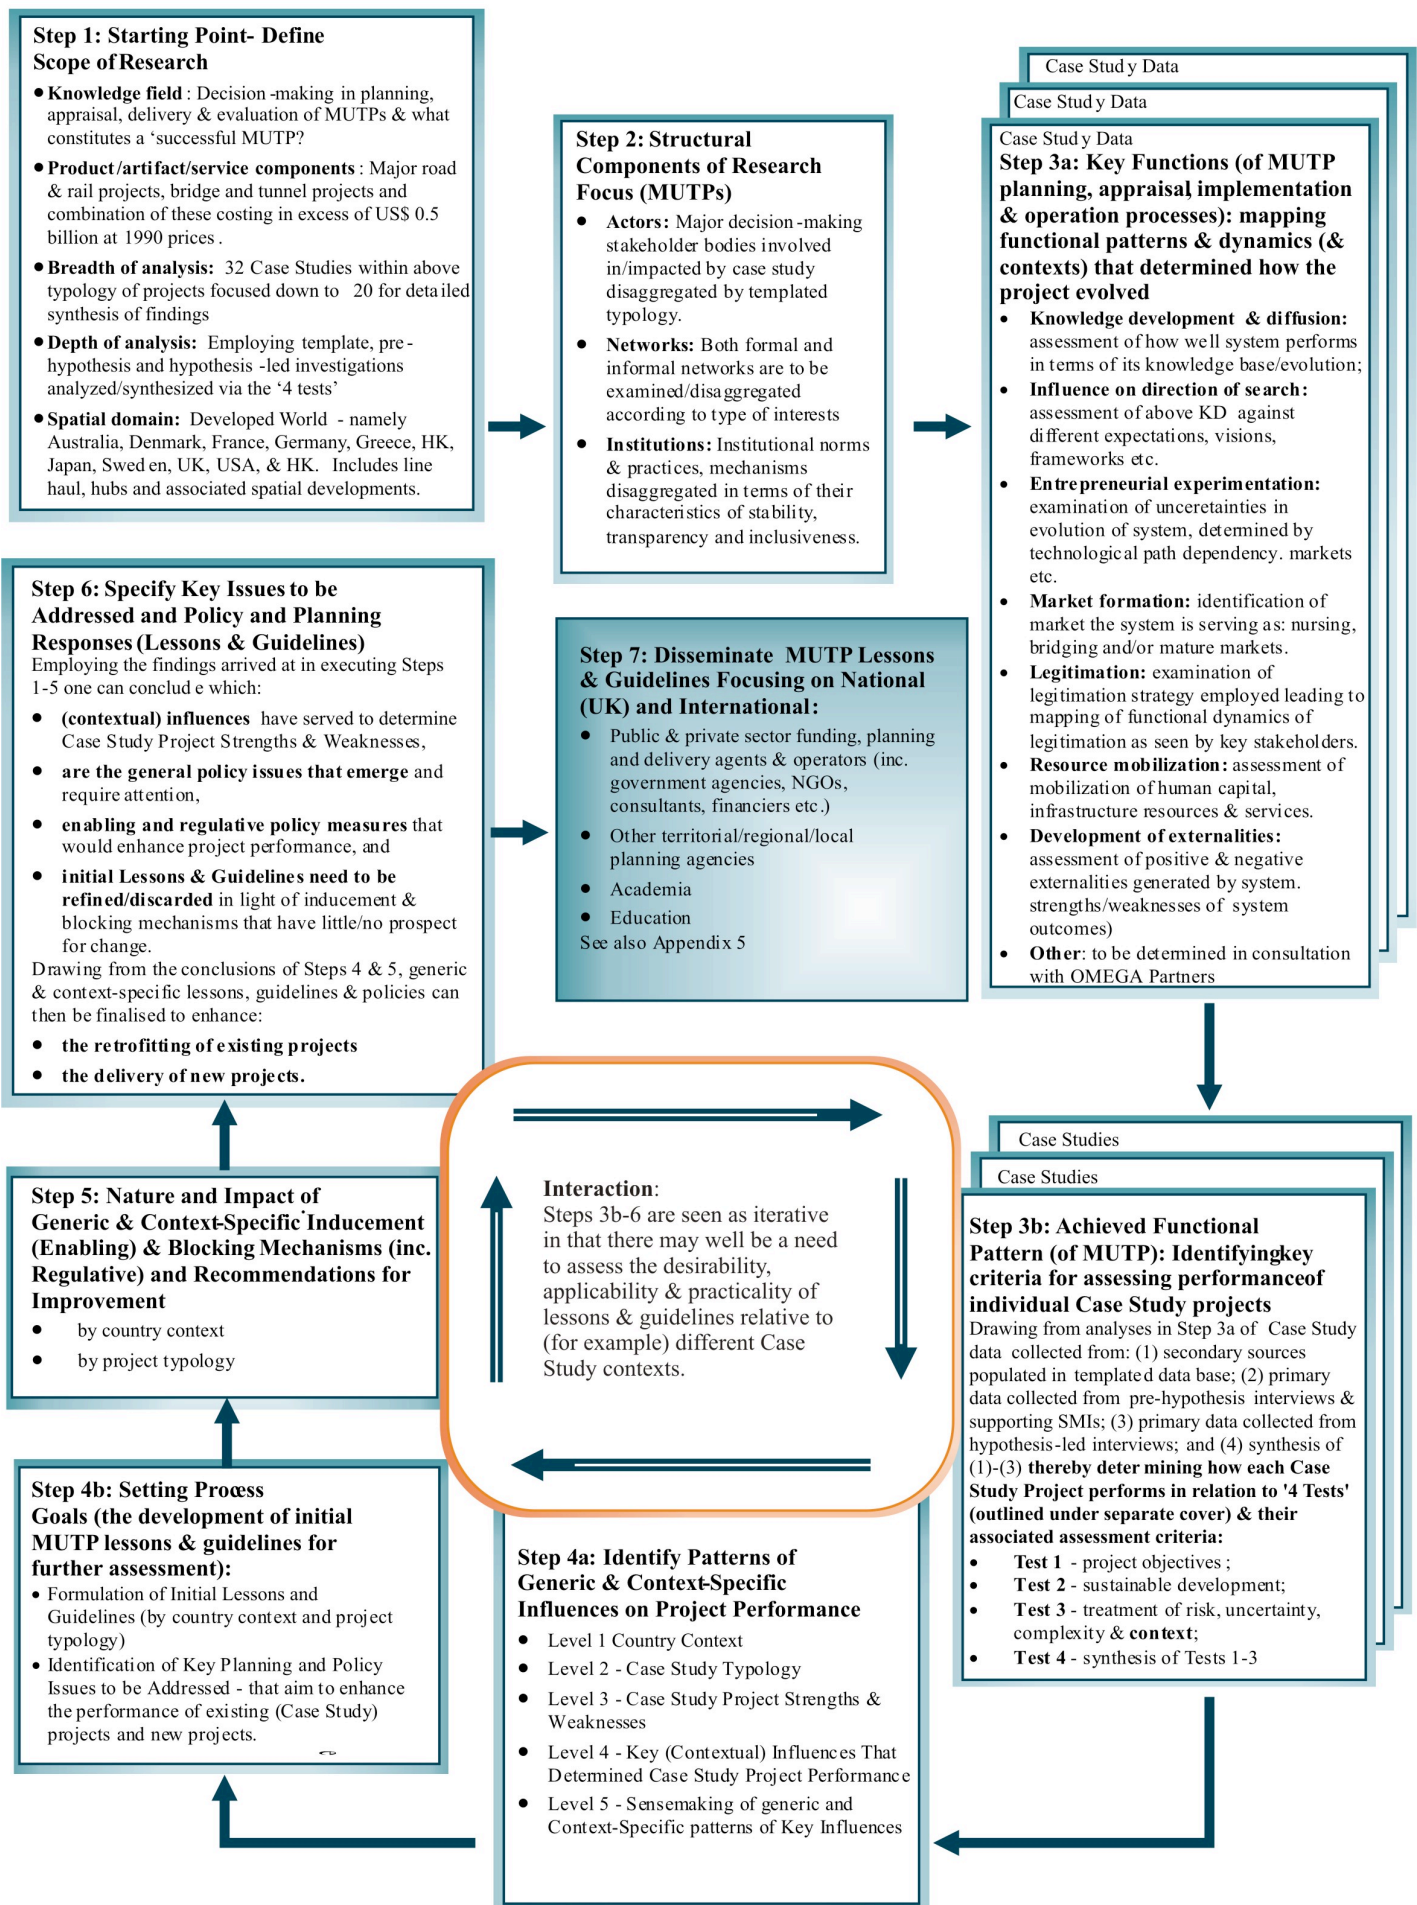 Step 1: Starting Point- Define
Scope of Research
● Knowledge field : Decision -making in planning,
appraisal, delivery & evaluation of MUTPs & what
constitutes a ‘successful MUTP?
● Product/artifact/service components : Major road
& rail projects, bridge and tunnel projects and
combination of these costing in excess of US$ 0.5
billion at 1990 prices .
● Breadth of analysis: 32 Case Studies within above
typology of projects focused down to 20 for detailed
synthesis of findings
● Depth of analysis: Employing template, pre -
hypothesis and hypothesis -led investigations
analyzed/synthesized via the ‘4 tests’
● Spatial domain: Developed World - namely
Australia, Denmark, France, Germany, Greece, HK,
Japan, Sweden, UK, USA, & HK. Includes line
haul, hubs and associated spatial developments.
Step 2: Structural
Components of Research
Focus (MUTPs)
● Actors: Major decision -making
stakeholder bodies involved
in/impacted by case study
disaggregated by templated
typology.
● Networks: Both formal and
informal networks are to be
examined/disaggregated
according to type of interests
● Institutions: Institutional norms
& practices, mechanisms
disaggregated in terms of their
characteristics of stability,
transparency and inclusiveness.
Case Study Data
Case Study Data
Case Study Data
Step 3a: Key Functions (of MUTP
planning, appraisal, implementation
& operation processes): mapping
functional patterns & dynamics (&
contexts) that determined how the
project evolved
● Knowledge development & diffusion:
assessment of how well system performs
in terms of its knowledge base/evolution;
● Influence on direction of search:
assessment of above KD against
different expectations, visions,
frameworks etc.
● Entrepreneurial experimentation:
examination of unceretainties in
evolution of system, determined by
technological path dependency. markets
etc.
● Market formation: identification of
market the system is serving as: nursing,
bridging and/or mature markets.
● Legitimation: examination of
legitimation strategy employed leading to
mapping of functional dynamics of
legitimation as seen by key stakeholders.
● Resource mobilization: assessment of
mobilization of human capital,
infrastructure resources & services.
● Development of externalities:
assessment of positive & negative
externalities generated by system.
strengths/weaknesses of system
outcomes)
● Other: to be determined in consultation
with OMEGA Partners
Step 6: Specify Key Issues to be
Addressed and Policy and Planning
Responses (Lessons & Guidelines)
Employing the findings arrived at in executing Steps
1-5 one can conclude which:
● (contextual) influences have served to determine
Case Study Project Strengths & Weaknesses,
● are the general policy issues that emerge and
require attention,
● enabling and regulative policy measures that
would enhance project performance, and
● initial Lessons & Guidelines need to be
refined/discarded in light of inducement &
blocking mechanisms that have little/no prospect
for change.
Drawing from the conclusions of Steps 4 & 5, generic
& context-specific lessons, guidelines & policies can
then be finalised to enhance:
● the retrofitting of existing projects
● the delivery of new projects.
Step 7: Disseminate MUTP Lessons
& Guidelines Focusing on National
(UK) and International:
● Public & private sector funding, planning
and delivery agents & operators (inc.
government agencies, NGOs,
consultants, financiers etc.)
● Other territorial/regional/local
planning agencies
● Academia
● Education
See also Appendix 5
Step 5: Nature and Impact of
Generic & Context-Specific Inducement
(Enabling) & Blocking Mechanisms (inc.
Regulative) and Recommendations for
Improvement
● by country context
● by project typology
Interaction:
Steps 3b-6 are seen as iterative
in that there may well be a need
to assess the desirability,
applicability & practicality of
lessons & guidelines relative to
(for example) different Case
Study contexts.
Case Studies
Case Studies
Step 3b: Achieved Functional
Pattern (of MUTP): Identifyingkey
criteria for assessing performanceof
individual Case Study projects
Drawing from analyses in Step 3a of Case Study
data collected from: (1) secondary sources
populated in templated data base; (2) primary
data collected from pre-hypothesis interviews &
supporting SMIs; (3) primary data collected from
hypothesis-led interviews; and (4) synthesis of
(1)-(3) thereby deter mining how each Case
Study Project performs in relation to '4 Tests'
(outlined under separate cover) & their
associated assessment criteria:
● Test 1 - project objectives ;
● Test 2 - sustainable development;
● Test 3 - treatment of risk, uncertainty,
complexity & context;
● Test 4 - synthesis of Tests 1-3
Step 4b: Setting Process
Goals (the development of initial
MUTP lessons & guidelines for
further assessment):
● Formulation of Initial Lessons and
Guidelines (by country context and project
typology)
● Identification of Key Planning and Policy
Issues to be Addressed - that aim to enhance
the performance of existing (Case Study)
projects and new projects.
Step 4a: Identify Patterns of
Generic & Context-Specific
Influences on Project Performance
● Level 1 Country Context
● Level 2 - Case Study Typology
● Level 3 - Case Study Project Strengths &
Weaknesses
● Level 4 - Key (Contextual) Influences That
Determined Case Study Project Performance
● Level 5 - Sensemaking of generic and
Context-Specific patterns of Key Influences